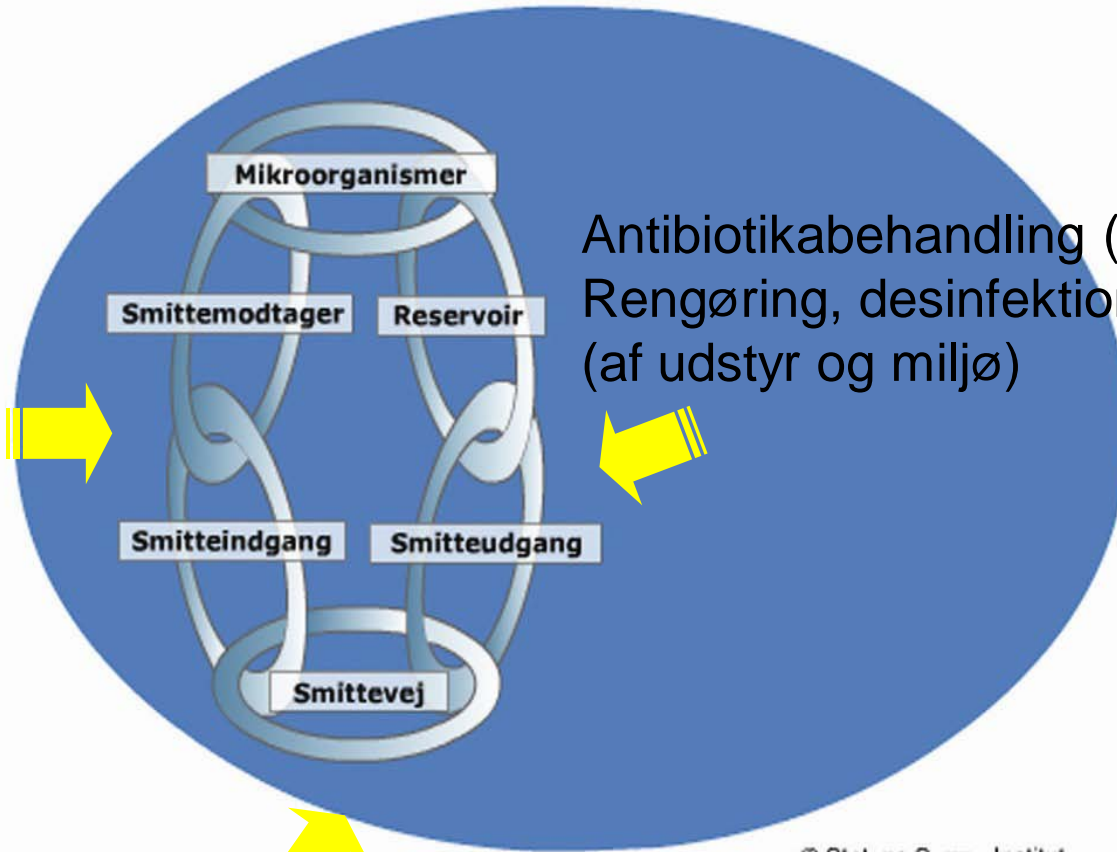 Mikroorganismer
Antibiotikabehandling (
Smittemodtager Reservoir
Rengøring, desinfektion
(af udstyr og miljø)
Smitteindgang Smitteudgang
Smittevej